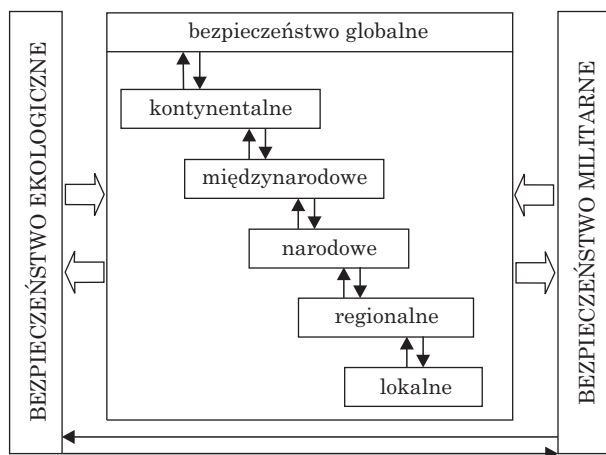 BEZPIECZEŃSTWO EKOLOGICZNE
bezpieczeństwo globalne
kontynentalne
międzynarodowe
narodowe
regionalne
lokalne
BEZPIECZEŃSTWO MILITARNE